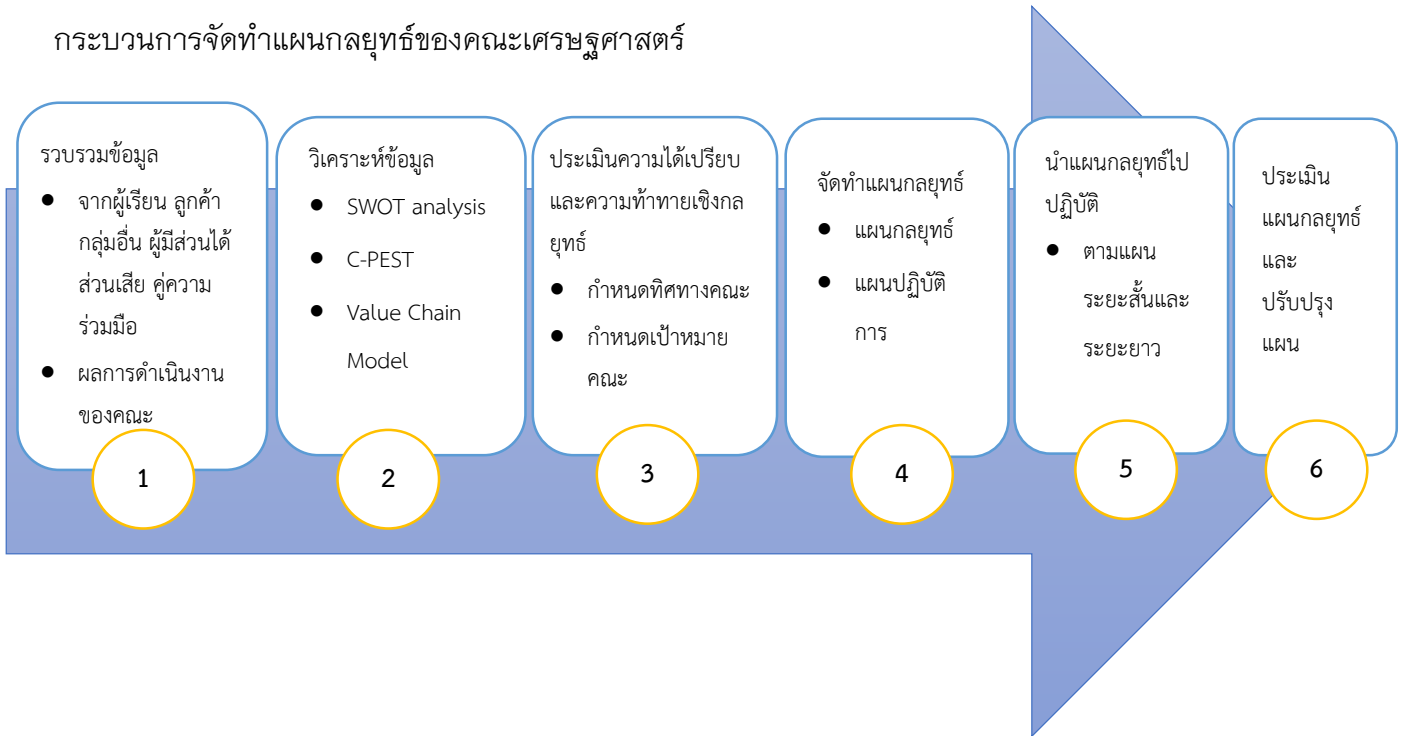 กระบวนการจัดทำแผนกลยุทธ์ของคณะเศรษฐศาสตร์
รวบรวมข้อมูล
● จากผู้เรียน ลูกค้า
กลุ่มอื่น ผู้มีส่วนได้
ส่วนเสีย คู่ความ
ร่วมมือ
● ผลการดำเนินงาน
ของคณะ
1
วิเคราะห์ข้อมูล
● SWOT analysis
● C-PEST
● Value Chain
Model
2
ประเมินความได้เปรียบ
และความท้าทายเชิงกล
ยุทธ์
● กำหนดทิศทางคณะ
● กำหนดเป้าหมาย
คณะ
3
จัดทำแผนกลยุทธ์
● แผนกลยุทธ์
● แผนปฏิบัติ
การ
4
นำแผนกลยุทธ์ไป
ปฏิบัติ
● ตามแผน
ระยะสั้นและ
ระยะยาว
5
ประเมิน
แผนกลยุทธ์
และ
ปรับปรุง
แผน
6